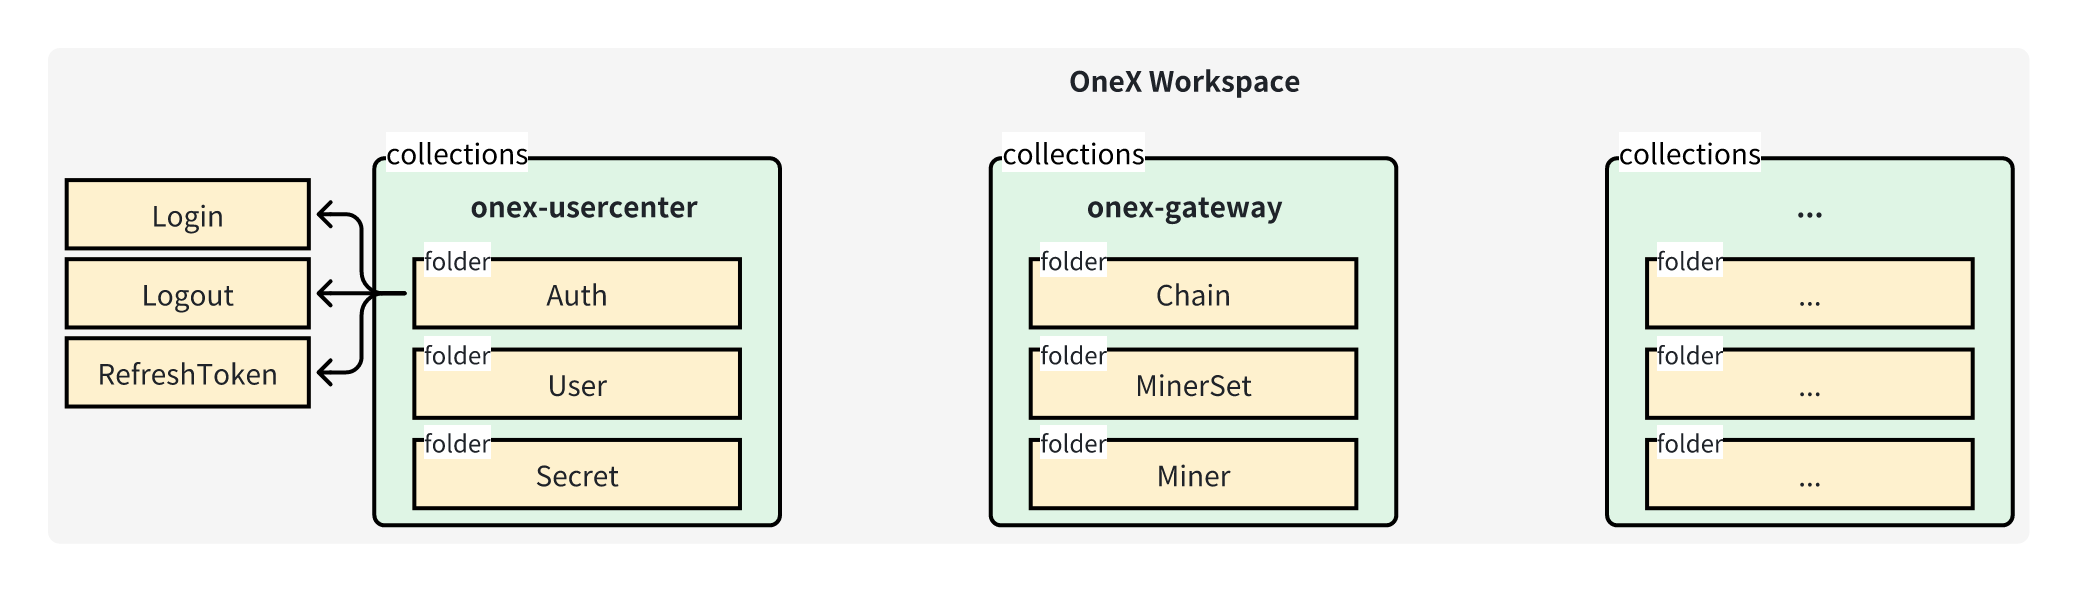 OneX Workspace
Login
Logout
RefreshToken
collections
onex-usercenter
folder
Auth
folder
User
folder
Secret
collections
onex-gateway
folder
Chain
folder
MinerSet
folder
Miner
collections
...
folder
...
folder
...
folder
...